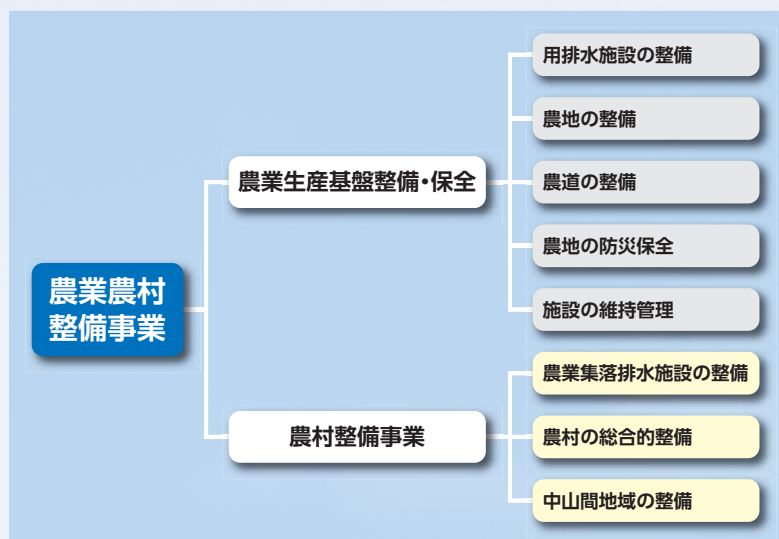 農業農村
整備事業
農業生産基盤整備・保全
用排水施設の整備
農地の整備
農道の整備
農地の防災保全
施設の維持管理
農村整備事業
農業集落排水施設の整備
農村の総合的整備
中山間地域の整備